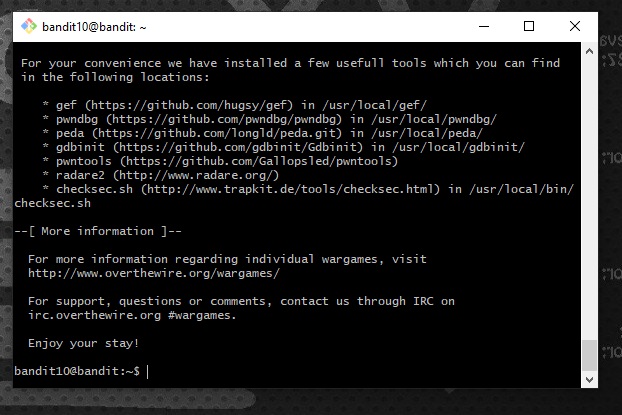 bandit10@bandit: ~
For your convenience we have installed a few usefull tools which you can find
in the following locations:
* gef (https://github.com/hugsy/gef) in /usr/local/gef/
* pwndbg (https://github.com/pwndbg/pwndbg) in /usr/local/pwndbg/
* peda (https://github.com/longld/peda.git) in /usr/local/peda/
* gdbinit (https://github.com/gdbinit/Gdbinit) in /usr/local/gdbinit/
* pwntools (https://github.com/Gallopsled/pwntools)
* radare2 (http://www.radare.org/)
* checksec.sh (http://www.trapkit.de/tools/checksec.html) in /usr/local/bin/
checksec.sh
--[ More information ]--
For more information regarding individual wargames, visit
http://www.overthewire.org/wargames/
For support, questions or comments, contact us through IRC on
irc.overthewire.org #wargames.
Enjoy your stay!
bandit10@bandit:~$